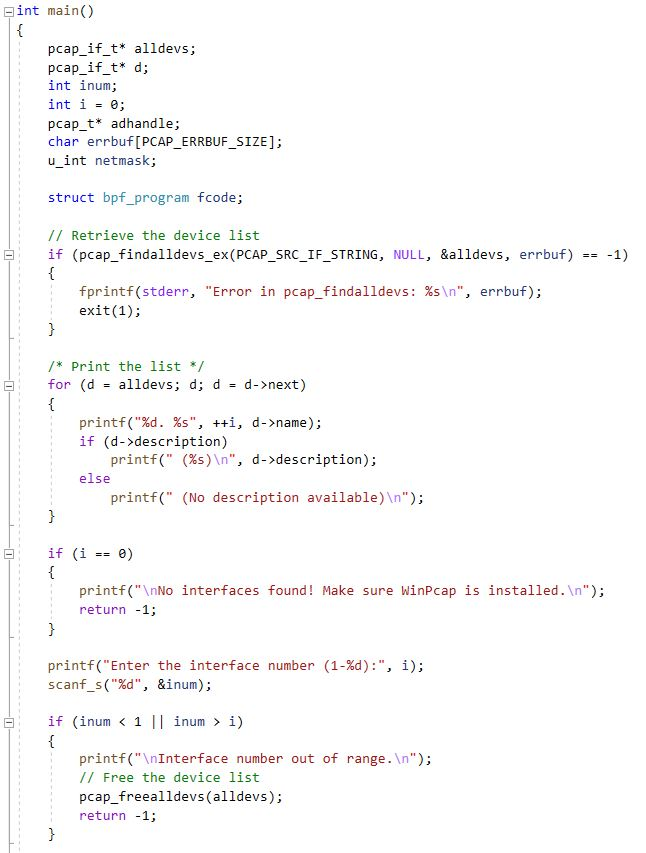 int main()
{
    pcap_if_t* alldevs;
    pcap_if_t* d;
    int inum;
    int i = 0;
    pcap_t* adhandle;
    char errbuf[PCAP_ERRBUF_SIZE];
    u_int netmask;

    struct bpf_program fcode;

    // Retrieve the device list
    if (pcap_findalldevs_ex(PCAP_SRC_IF_STRING, NULL, &alldevs, errbuf) == -1)
    {
        fprintf(stderr, "Error in pcap_findalldevs: %s\n", errbuf);
        exit(1);
    }

    /* Print the list */
    for (d = alldevs; d; d = d->next)
    {
        printf("%d. %s", ++i, d->name);
        if (d->description)
            printf(" (%s)\n", d->description);
        else
            printf(" (No description available)\n");
    }

    if (i == 0)
    {
        printf("\nNo interfaces found! Make sure WinPcap is installed.\n");
        return -1;
    }

    printf("Enter the interface number (1-%d):", i);
    scanf_s("%d", &inum);

    if (inum < 1 || inum > i)
    {
        printf("\nInterface number out of range.\n");
        // Free the device list
        pcap_freealldevs(alldevs);
        return -1;
    }